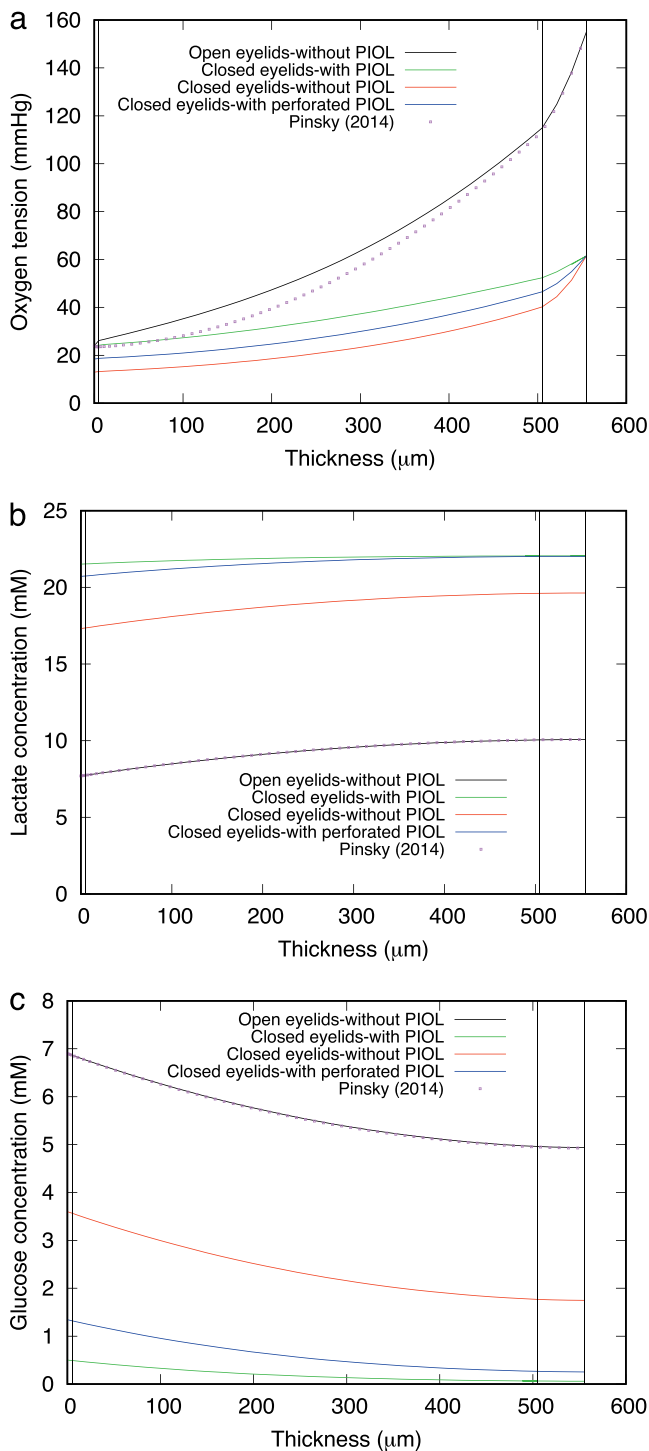 a
160
140
120
100
80
60
40
20
0
Oxygen tension (mmHg)
Open eyelids-without PIOL
Closed eyelids-with PIOL
Closed eyelids-without PIOL
Closed eyelids-with perforated PIOL
Pinsky (2014)
0 100 200 300 400 500 600
Thickness (μm)
b
25
20
15
10
5
0
Lactate concentration (mM)
Open eyelids-without PIOL
Closed eyelids-with PIOL
Closed eyelids-without PIOL
Closed eyelids-with perforated PIOL
Pinsky (2014)
0 100 200 300 400 500 600
Thickness (μm)
c
8
7
6
5
4
3
2
1
0
Glucose concentration (mM)
Open eyelids-without PIOL
Closed eyelids-with PIOL
Closed eyelids-without PIOL
Closed eyelids-with perforated PIOL
Pinsky (2014)
0 100 200 300 400 500 600
Thickness (μm)